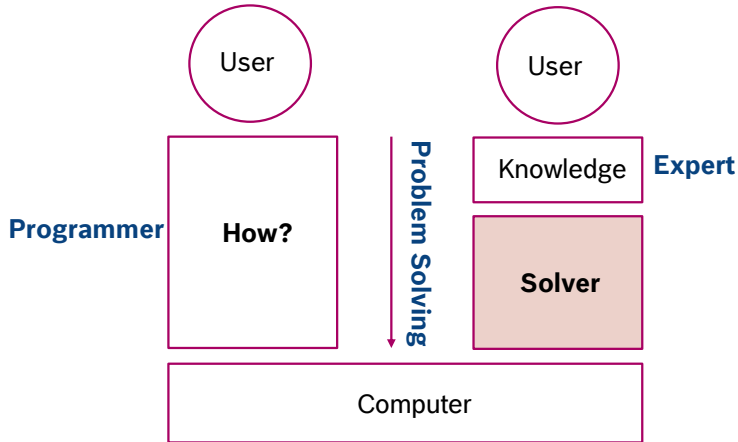 User
User
Problem Solving
Knowledge
Expert
Programmer
How?
Solver
Computer